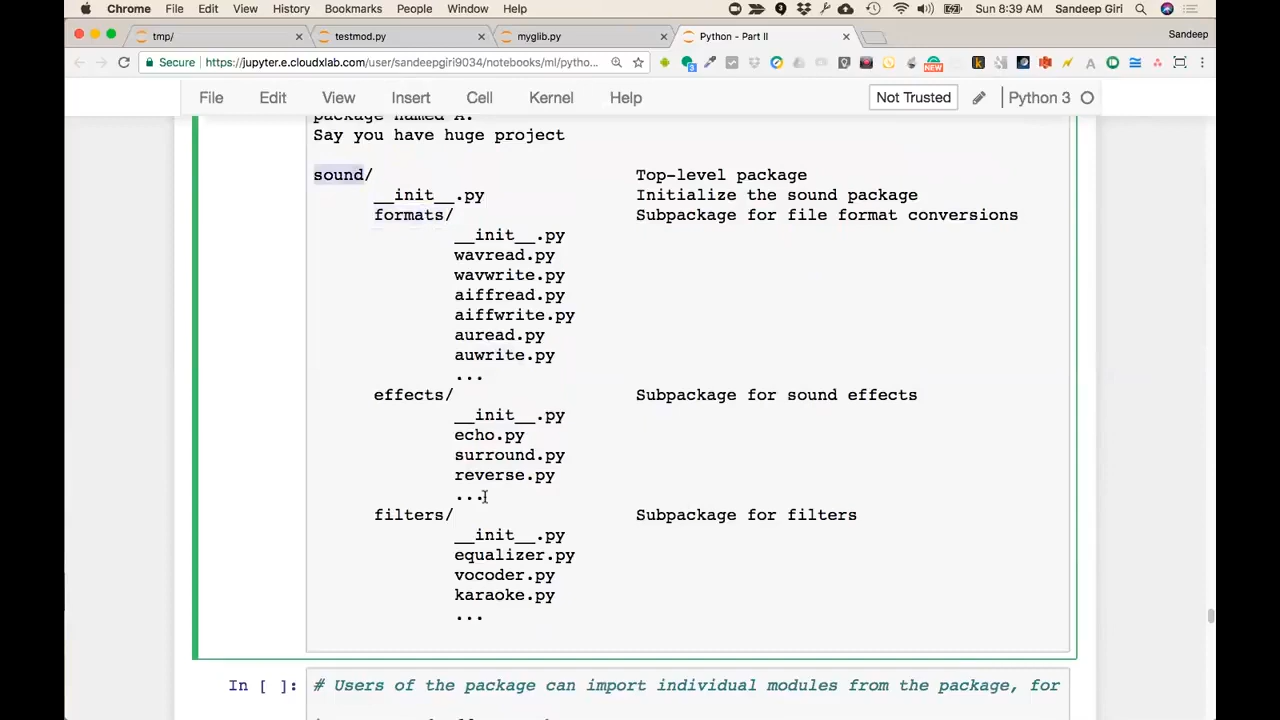 Chrome File Edit View History Bookmarks People Window Help Sun 8:39 AM Sandeep Giri
tmp/ testmod.py myglib.py Python - Part II Sandeep
Secure https://jupyter.e.cloudxlab.com/user/sandeepgiri9034/notebooks/ml/pytho...
File Edit View Insert Cell Kernel Help Not Trusted Python 3
package named A.
Say you have huge project
sound/ Top-level package
__init__.py Initialize the sound package
formats/ Subpackage for file format conversions
__init__.py
wavread.py
wavwrite.py
aiffread.py
aiffwrite.py
auread.py
auwrite.py
...
effects/ Subpackage for sound effects
__init__.py
echo.py
surround.py
reverse.py
...
filters/ Subpackage for filters
__init__.py
equalizer.py
vocoder.py
karaoke.py
...
In [ ]: # Users of the package can import individual modules from the package, for